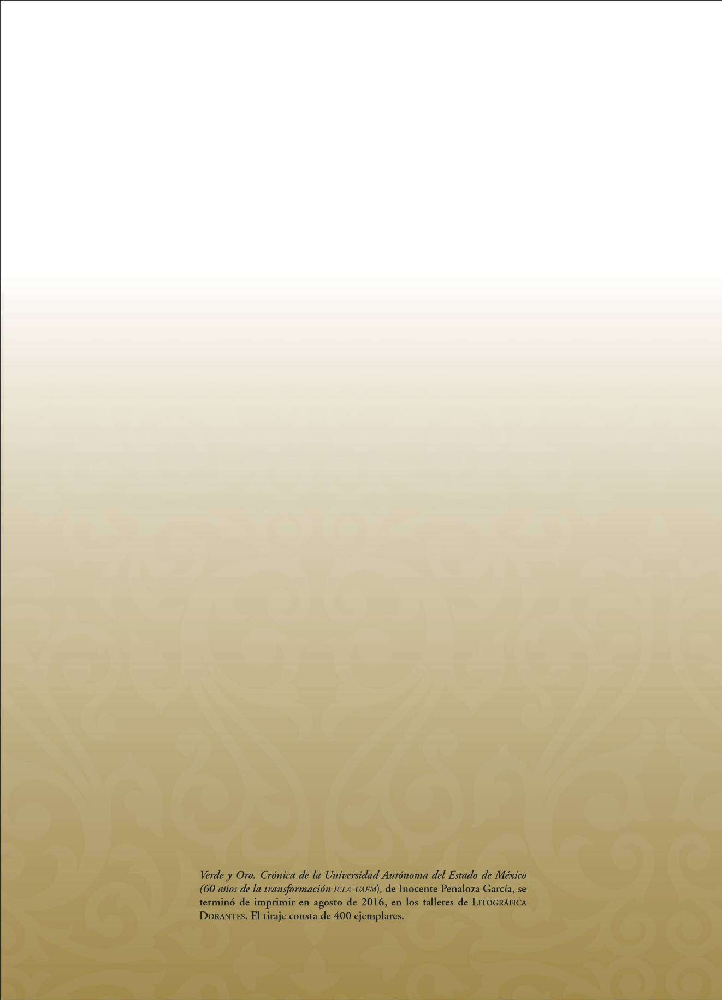 Verde y Oro. Crónica de la Universidad Autónoma del Estado de México
(60 años de la transformación ICLA-UAEM), de Inocente Peñaloza García, se
terminó de imprimir en agosto de 2016, en los talleres de Litográfica
Dorantes. El tiraje consta de 400 ejemplares.